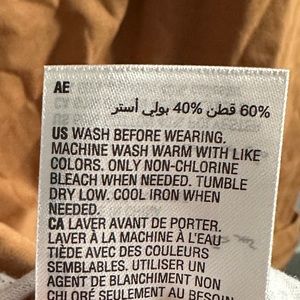 AE
60% قطن 40% بولي أستر
US WASH BEFORE WEARING.
MACHINE WASH WARM WITH LIKE
COLORS. ONLY NON-CHLORINE
BLEACH WHEN NEEDED. TUMBLE
DRY LOW. COOL IRON WHEN
NEEDED.
CA LAVER AVANT DE PORTER.
LAVER À LA MACHINE À L'EAU
TIÈDE AVEC DES COULEURS
SEMBLABLES. UTILISER UN
AGENT DE BLANCHIMENT NON
CHLORÉ SEULEMENT AU BESOIN